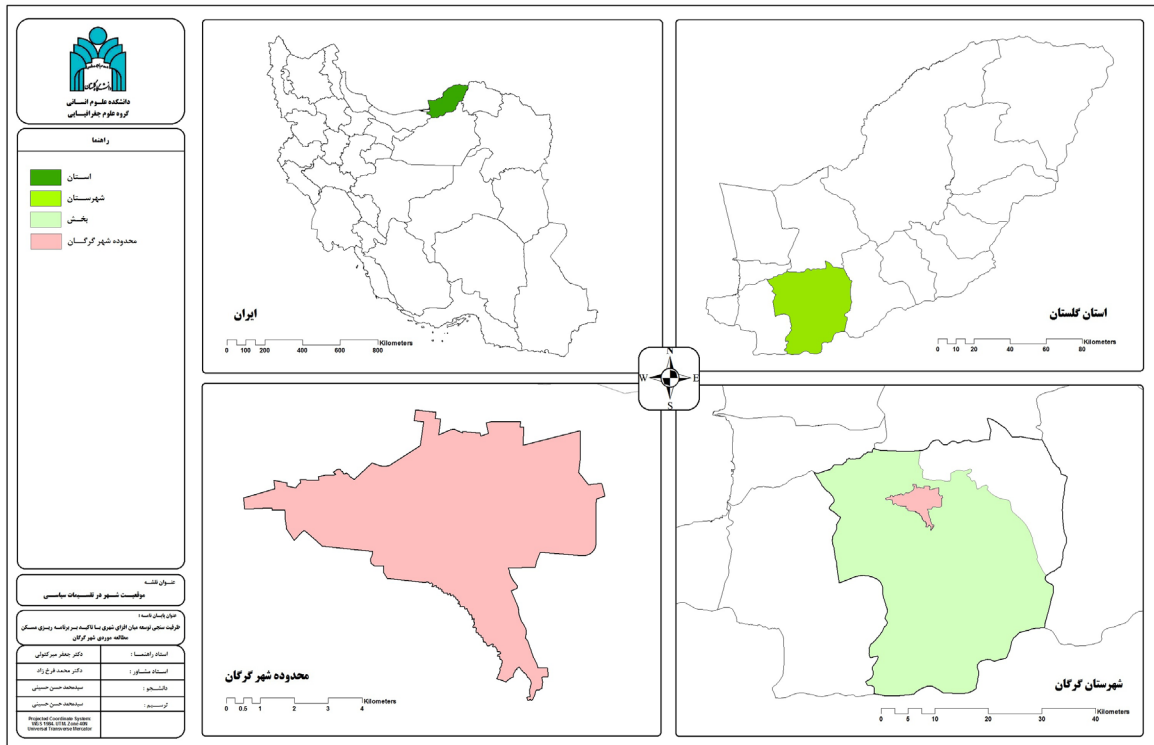 دانشگاه گلستان
دانشکده علوم انسانی
گروه علوم جغرافیایی
راهنما
استان
شهرستان
بخش
محدوده شهر گرگان
عنوان نقشه
موقعیت شهر در تقسیمات سیاسی
عنوان پایان نامه :
ظرفیت سنجی توسعه میان افزای شهری با تاکید بر برنامه ریزی مسکن
مطالعه موردی شهر گرگان
استاد راهنما : دکتر جعفر میرکتولی
استاد مشاور : دکتر محمد فرخ زاد
دانشجو : سیدمحمد حسن حسینی
ترسیم : سیدمحمد حسن حسینی
Projected Coordinate System:
WGS 1984, UTM, Zone 40N
Universal Transverse Mercator
ایران
Kilometers
0 50 100 200 400 600 800
استان گلستان
Kilometers
0 10 20 40 60 80
N
W E
S
محدوده شهر گرگان
Kilometers
0 0.5 1 2 3 4
شهرستان گرگان
Kilometers
0 5 10 20 30 40